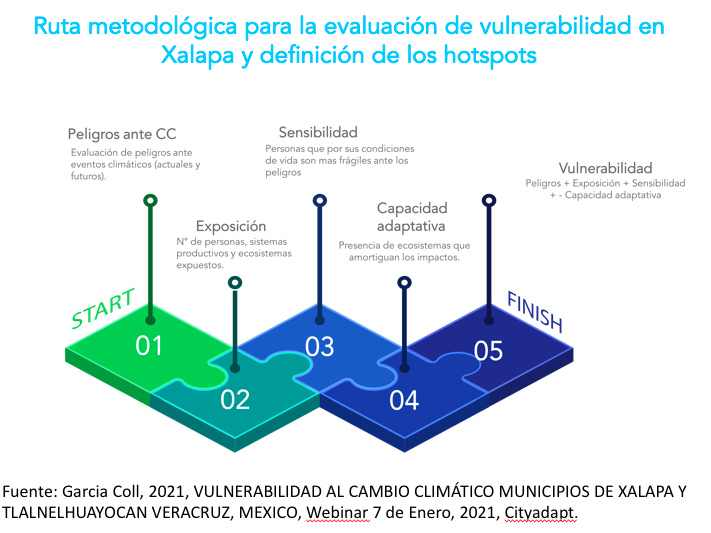 Ruta metodológica para la evaluación de vulnerabilidad en
Xalapa y definición de los hotspots
Peligros ante CC
Evaluación de peligros ante
eventos climáticos (actuales y
futuros).
Exposición
N° de personas, sistemas
productivos y ecosistemas
expuestos.
Sensibilidad
Personas que por sus condiciones
de vida son mas frágiles ante los
peligros
Capacidad
adaptativa
Presencia de ecosistemas que
amortiguan los impactos.
Vulnerabilidad
Peligros + Exposición + Sensibilidad
+ - Capacidad adaptativa
START
01
02
03
04
05
FINISH
Fuente: Garcia Coll, 2021, VULNERABILIDAD AL CAMBIO CLIMÁTICO MUNICIPIOS DE XALAPA Y
TLALNELHUAYOCAN VERACRUZ, MEXICO, Webinar 7 de Enero, 2021, Cityadapt.